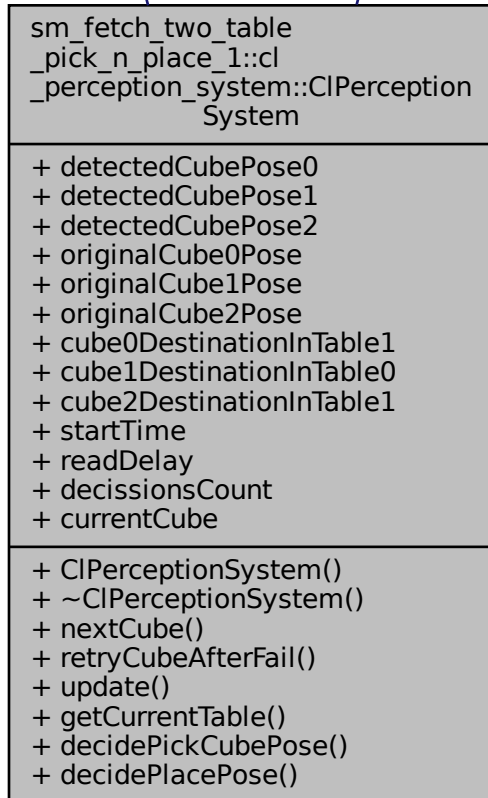 sm_fetch_two_table
_pick_n_place_1::cl
_perception_system::ClPerception
System
+ detectedCubePose0
+ detectedCubePose1
+ detectedCubePose2
+ originalCube0Pose
+ originalCube1Pose
+ originalCube2Pose
+ cube0DestinationInTable1
+ cube1DestinationInTable0
+ cube2DestinationInTable1
+ startTime
+ readDelay
+ decissionsCount
+ currentCube
+ ClPerceptionSystem()
+ ~ClPerceptionSystem()
+ nextCube()
+ retryCubeAfterFail()
+ update()
+ getCurrentTable()
+ decidePickCubePose()
+ decidePlacePose()